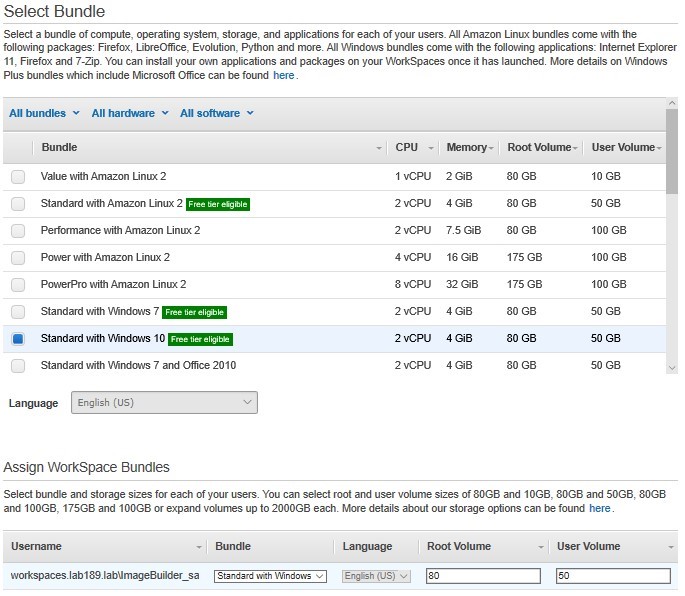 Select Bundle
Select a bundle of compute, operating system, storage, and applications for each of your users. All Amazon Linux bundles come with the
following packages: Firefox, LibreOffice, Evolution, Python and more. All Windows bundles come with the following applications: Internet Explorer
11, Firefox and 7-Zip. You can install your own applications and packages on your WorkSpaces once it has launched. More details on Windows
Plus bundles which include Microsoft Office can be found here.
All bundles All hardware All software
Bundle CPU Memory Root Volume User Volume
Value with Amazon Linux 2 1 vCPU 2 GiB 80 GB 10 GB
Standard with Amazon Linux 2 Free tier eligible 2 vCPU 4 GiB 80 GB 50 GB
Performance with Amazon Linux 2 2 vCPU 7.5 GiB 80 GB 100 GB
Power with Amazon Linux 2 4 vCPU 16 GiB 175 GB 100 GB
PowerPro with Amazon Linux 2 8 vCPU 32 GiB 175 GB 100 GB
Standard with Windows 7 Free tier eligible 2 vCPU 4 GiB 80 GB 50 GB
Standard with Windows 10 Free tier eligible 2 vCPU 4 GiB 80 GB 50 GB
Standard with Windows 7 and Office 2010 2 vCPU 4 GiB 80 GB 50 GB
Language English (US)
Assign WorkSpace Bundles
Select bundle and storage sizes for each of your users. You can select root and user volume sizes of 80GB and 10GB, 80GB and 50GB, 80GB
and 100GB, 175GB and 100GB or expand volumes up to 2000GB each. More details about our storage options can be found here.
Username Bundle Language Root Volume User Volume
workspaces.lab189.lab\ImageBuilder_sa Standard with Windows English (US) 80 50